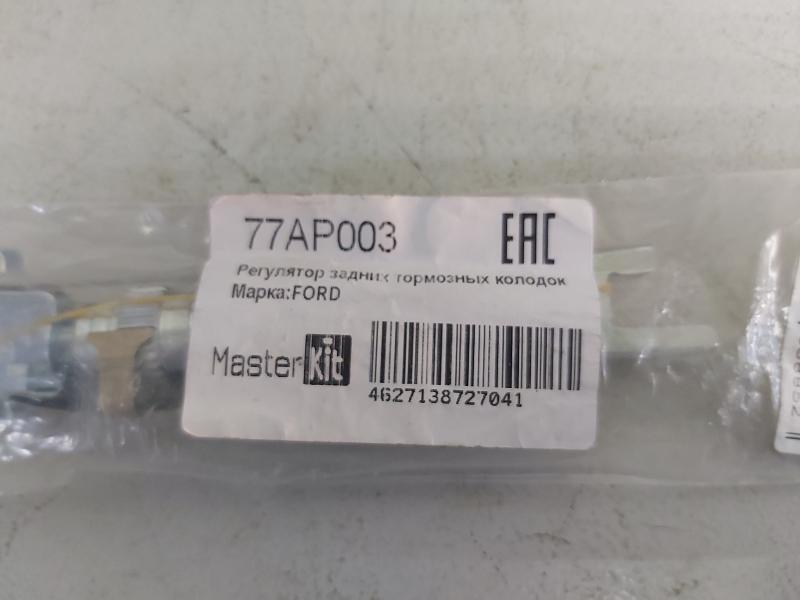 77AP003
EAC
Регулятор задних тормозных колодок
Марка:FORD
MasterKit
4627138727041